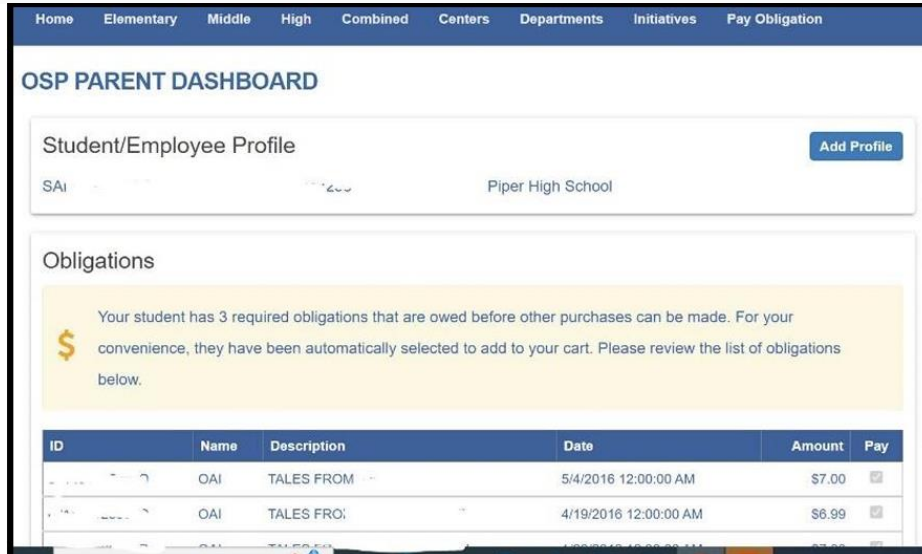 Home Elementary Middle High Combined Centers Departments Initiatives Pay Obligation
OSP PARENT DASHBOARD
Student/Employee Profile Add Profile
Piper High School
Obligations
Your student has 3 required obligations that are owed before other purchases can be made. For your
$ convenience, they have been automatically selected to add to your cart. Please review the list of obligations
below.
ID Name Description Date Amount Pay
OAI TALES FROM 5/4/2016 12:00:00 AM $7.00
OAI TALES 4/19/2016 12:00:00 AM $6.99